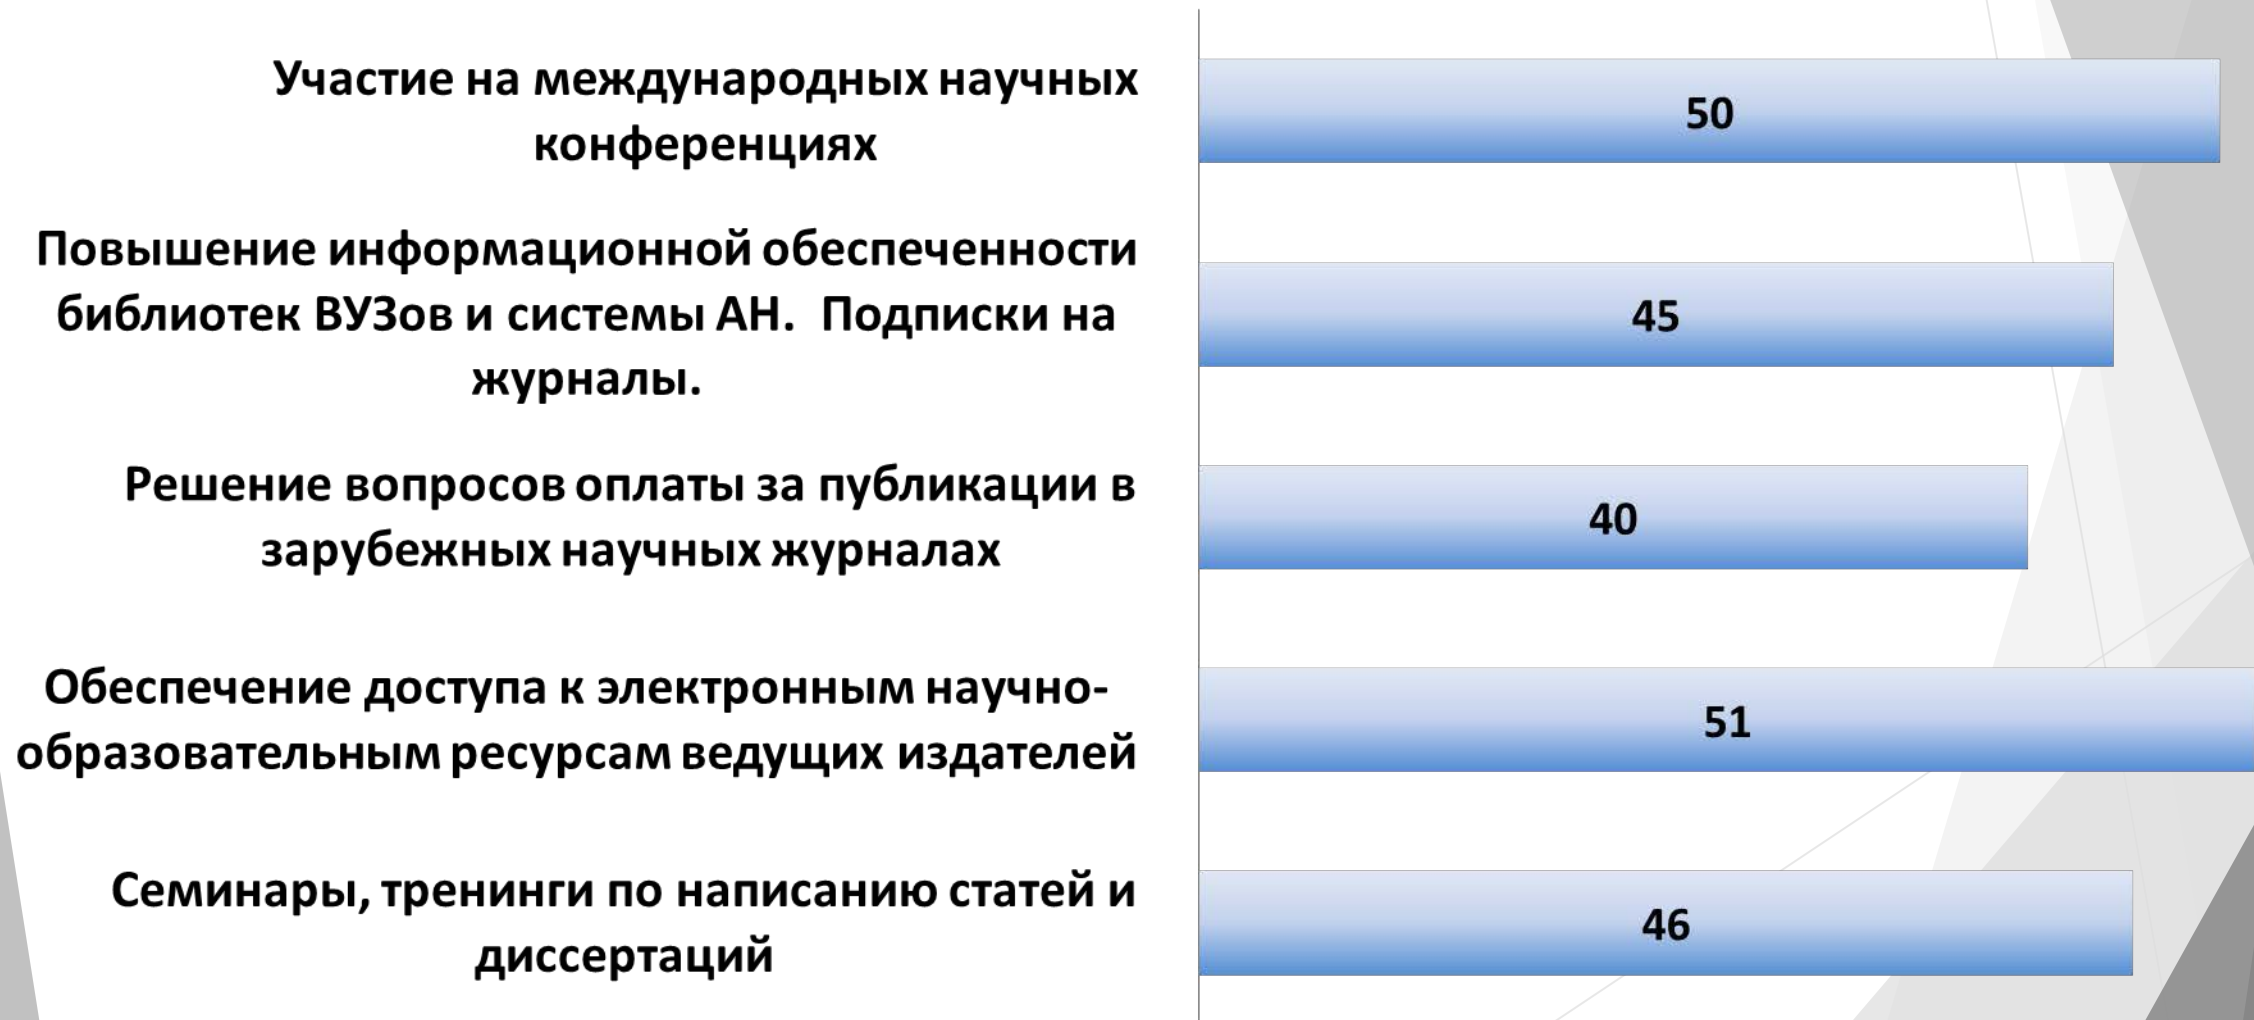 Участие на международных научных
конференциях
50
Повышение информационной обеспеченности
библиотек ВУЗов и системы АН. Подписки на
журналы.
45
Решение вопросов оплаты за публикации в
зарубежных научных журналах
40
Обеспечение доступа к электронным научно-
образовательным ресурсам ведущих издателей
51
Семинары, тренинги по написанию статей и
диссертаций
46